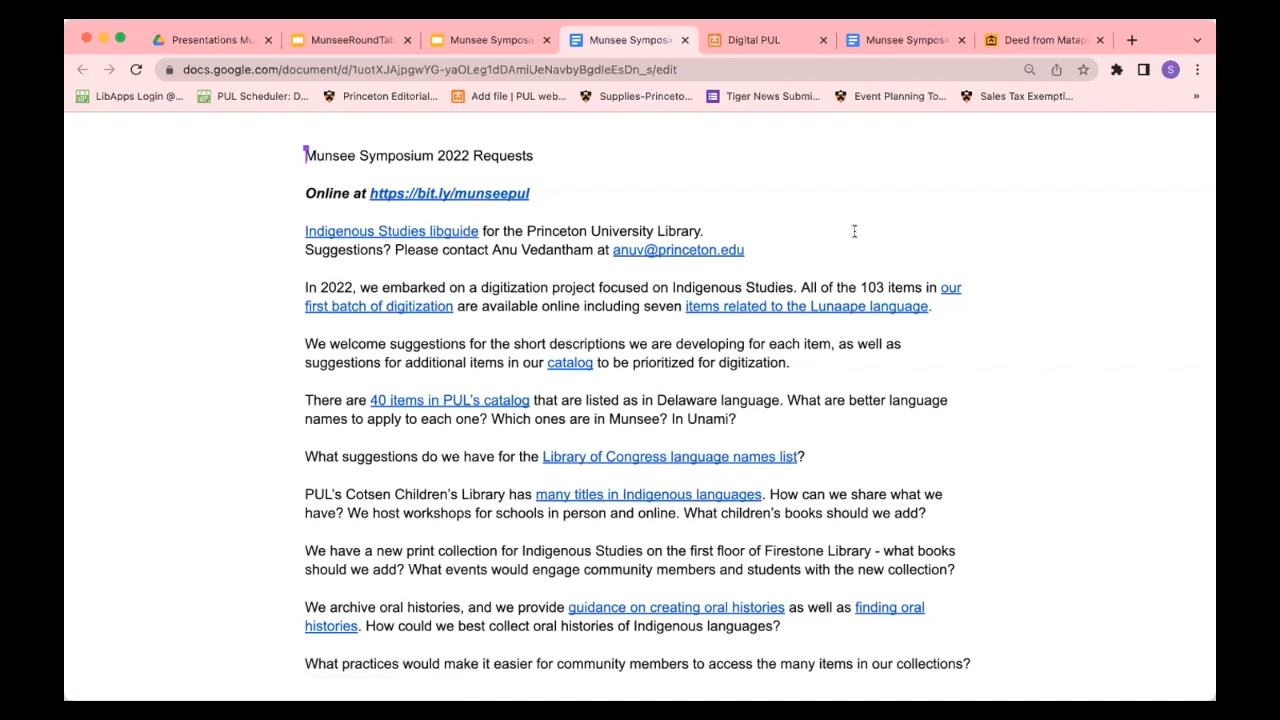 Presentations Mu
MunseeRoundTab
Munsee Symposi
Munsee Symposi
Digital PUL
Munsee Symposi
Deed from Matap
docs.google.com/document/d/1uotXJAjpgwYG-yaOLeg1dDAmiUeNavbyBgdleEsDn_s/edit
S
LibApps Login @...
PUL Scheduler: D...
Princeton Editorial...
Add file | PUL web...
Supplies-Princeto...
Tiger News Submi...
Event Planning To...
Sales Tax Exempti...
»
Munsee Symposium 2022 Requests
Online at https://bit.ly/munseepul
Indigenous Studies libguide for the Princeton University Library.
Suggestions? Please contact Anu Vedantham at anuv@princeton.edu
In 2022, we embarked on a digitization project focused on Indigenous Studies. All of the 103 items in our
first batch of digitization are available online including seven items related to the Lunaape language.
We welcome suggestions for the short descriptions we are developing for each item, as well as
suggestions for additional items in our catalog to be prioritized for digitization.
There are 40 items in PUL's catalog that are listed as in Delaware language. What are better language
names to apply to each one? Which ones are in Munsee? In Unami?
What suggestions do we have for the Library of Congress language names list?
PUL's Cotsen Children's Library has many titles in Indigenous languages. How can we share what we
have? We host workshops for schools in person and online. What children's books should we add?
We have a new print collection for Indigenous Studies on the first floor of Firestone Library - what books
should we add? What events would engage community members and students with the new collection?
We archive oral histories, and we provide guidance on creating oral histories as well as finding oral
histories. How could we best collect oral histories of Indigenous languages?
What practices would make it easier for community members to access the many items in our collections?